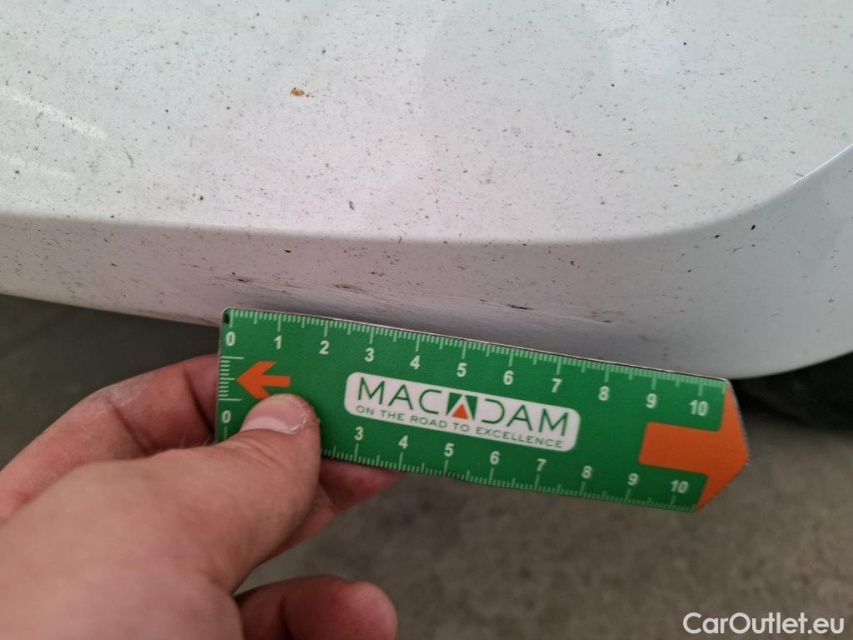 0 1 2 3 4 5 6 7 8 9 10
MACADAM
ON THE ROAD TO EXCELLENCE
0 3 4 5 6 7 8 9 10
CarOutlet.eu